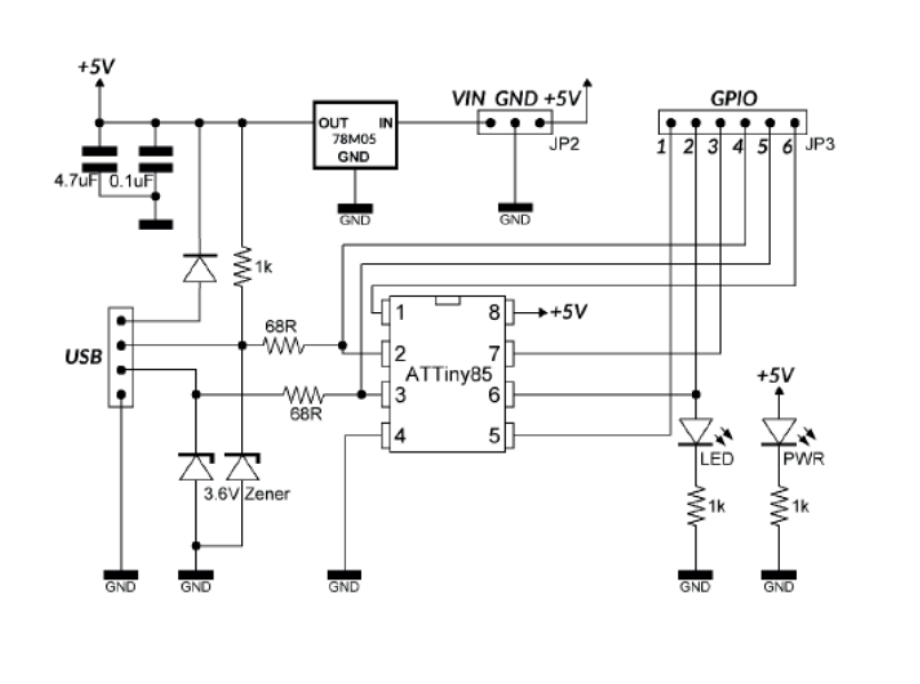 +5V
VIN GND +5V
GPIO
OUT IN
78M05
GND
JP2
1 2 3 4 5 6 JP3
4.7uF 0.1uF
GND
GND
1k
1 8 +5V
68R
USB
2 7
ATTiny85
3 6
68R
+5V
4 5
LED
PWR
3.6V Zener
1k
1k
GND
GND
GND
GND
GND